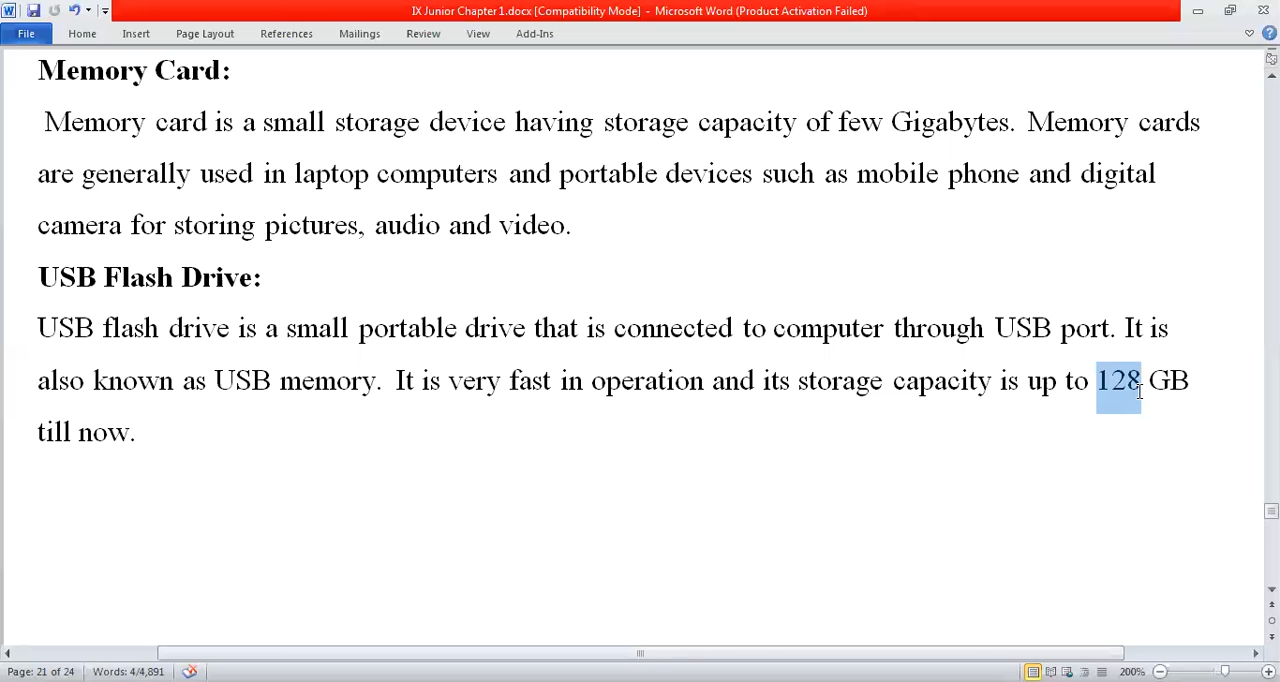 IX Junior Chapter 1.docx [Compatibility Mode] - Microsoft Word (Product Activation Failed)
File Home Insert Page Layout References Mailings Review View Add-Ins
Memory Card:
Memory card is a small storage device having storage capacity of few Gigabytes. Memory cards
are generally used in laptop computers and portable devices such as mobile phone and digital
camera for storing pictures, audio and video.
USB Flash Drive:
USB flash drive is a small portable drive that is connected to computer through USB port. It is
also known as USB memory. It is very fast in operation and its storage capacity is up to 128 GB
till now.
Page: 21 of 24 Words: 4/4,891 200%